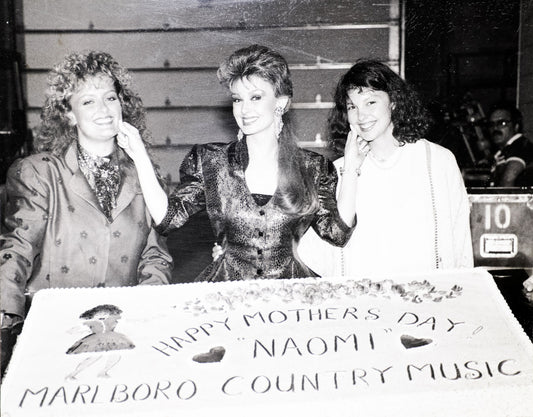 10
HAPPY MOTHERS DAY!
"NAOMI"
MARLBORO COUNTRY MUSIC